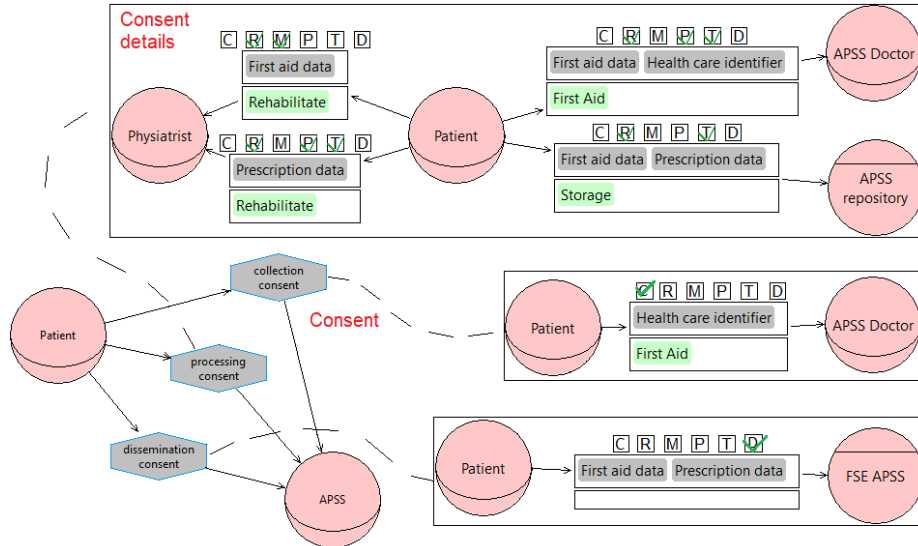 Consent
details
C R M P T D
First aid data
Rehabilitate
Physiatrist
C R M P T D
Prescription data
Rehabilitate
Patient
C R M P T D
First aid data Health care identifier
First Aid
APSS Doctor
C R M P T D
First aid data Prescription data
Storage
APSS
repository
collection
consent
Patient
Consent
processing
consent
dissemination
consent
APSS
C R M P T D
Patient
Health care identifier
First Aid
APSS Doctor
C R M P T D
Patient
First aid data Prescription data
FSE APSS